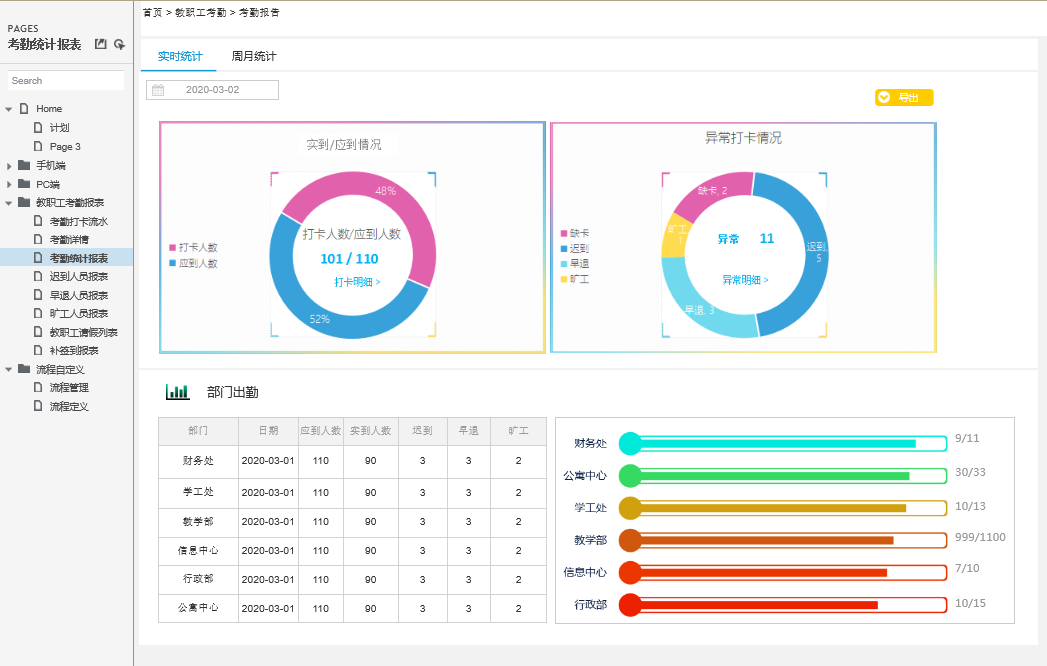 PAGES
考勤统计报表
Search
Home
计划
Page 3
手机端
PC端
教职工考勤报表
考勤打卡流水
考勤详情
考勤统计报表
迟到人员报表
早退人员报表
旷工人员报表
教职工请假列表
补签到报表
流程自定义
流程管理
流程定义
首页 > 教职工考勤 > 考勤报告
实时统计 周月统计
2020-03-02
导出
实到/应到情况
打卡人数
应到人数
48%
打卡人数/应到人数
101 / 110
打卡明细 >
52%
异常打卡情况
缺卡
迟到
早退
旷工
缺卡, 2
旷工,
1
迟到,
5
早退, 3
异常 11
异常明细 >
部门出勤
部门 日期 应到人数 实到人数 迟到 早退 旷工
财务处 2020-03-01 110 90 3 3 2
学工处 2020-03-01 110 90 3 3 2
教学部 2020-03-01 110 90 3 3 2
信息中心 2020-03-01 110 90 3 3 2
行政部 2020-03-01 110 90 3 3 2
公寓中心 2020-03-01 110 90 3 3 2
财务处 9/11
公寓中心 30/33
学工处 10/13
教学部 999/1100
信息中心 7/10
行政部 10/15